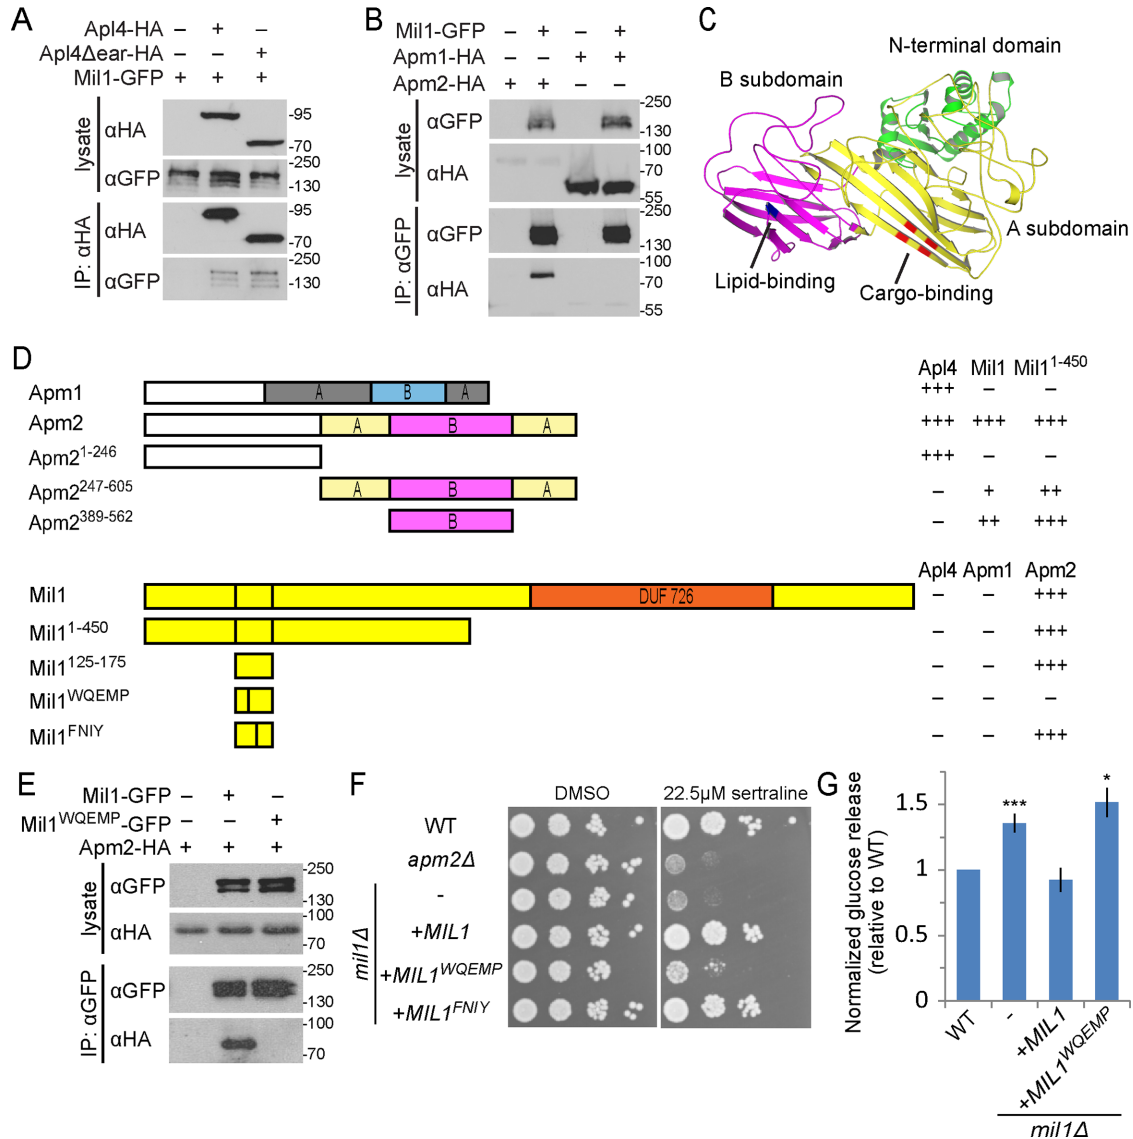 A
Apl4-HA – + –
Apl4Δear-HA – – +
Mil1-GFP + + +
lysate
αHA
-95
-70
αGFP
-250
-130
IP: αHA
αHA
-95
-70
αGFP
-250
-130
B
Mil1-GFP – + – +
Apm1-HA – – + +
Apm2-HA + + – –
lysate
αGFP
-250
-130
αHA
-100
-70
-55
IP: αGFP
αGFP
-250
-130
αHA
-100
-70
-55
C
N-terminal domain
B subdomain
A subdomain
Lipid-binding
Cargo-binding
D
Apl4 Mil1 Mil1^1-450
Apm1 A B A +++ – –
Apm2 A B A +++ +++ +++
Apm2^1-246 +++ – –
Apm2^247-605 A B A – + ++
Apm2^389-562 B – ++ +++
Apl4 Apm1 Apm2
Mil1 DUF 726 – – +++
Mil1^1-450 – – +++
Mil1^125-175 – – +++
Mil1^WQEMP – – –
Mil1^FNIY – – +++
E
Mil1-GFP – + –
Mil1^WQEMP-GFP – – +
Apm2-HA + + +
lysate
αGFP
-250
-130
αHA
-100
-70
IP: αGFP
αGFP
-250
-130
αHA
-100
-70
F
DMSO 22.5µM sertraline
WT
apm2Δ
mil1Δ
-
+MIL1
+MIL1^WQEMP
+MIL1^FNIY
G
Normalized glucose release
(relative to WT)
1.5
1
0.5
0
***
*
WT
-
+MIL1
+MIL1^WQEMP
mil1Δ